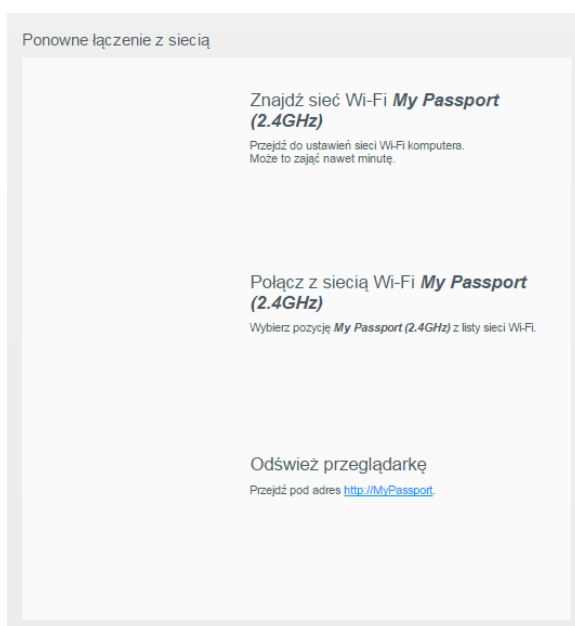 Ponowne łączenie z siecią
Znajdź sieć Wi-Fi My Passport
(2.4GHz)
Przejdź do ustawień sieci Wi-Fi komputera.
Może to zająć nawet minutę.
Połącz z siecią Wi-Fi My Passport
(2.4GHz)
Wybierz pozycję My Passport (2.4GHz) z listy sieci Wi-Fi.
Odśwież przeglądarkę
Przejdź pod adres http://MyPassport.